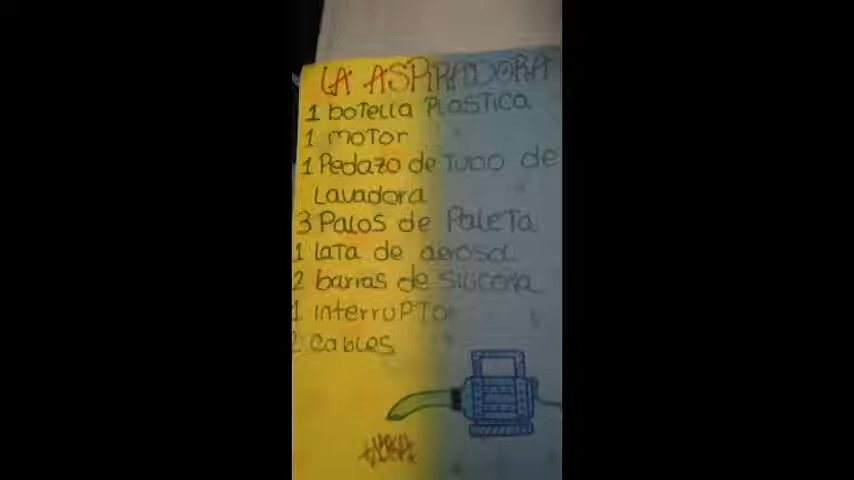 LA ASPIRADORA
1 botella Plastica
1 motor
1 Pedazo de Tubo de
Lavadora
3 Palos de Paleta
1 lata de aerosol
2 barras de silicona
1 interrupto
2 cables